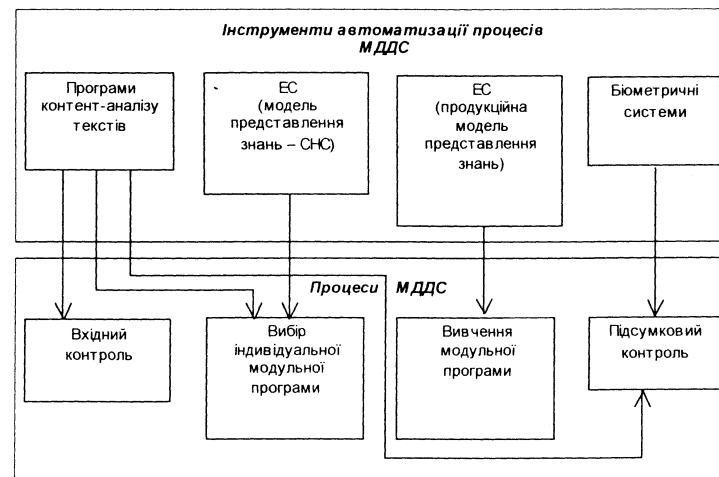 Інструменти автоматизації процесів
МДДС
Програми
контент-аналізу
текстів
ЕС
(модель
представлення
знань – СНС)
ЕС
(продукційна
модель
представлення
знань)
Біометричні
системи
Процеси МДДС
Вхідний
контроль
Вибір
індивідуальної
модульної
програми
Вивчення
модульної
програми
Підсумковий
контроль